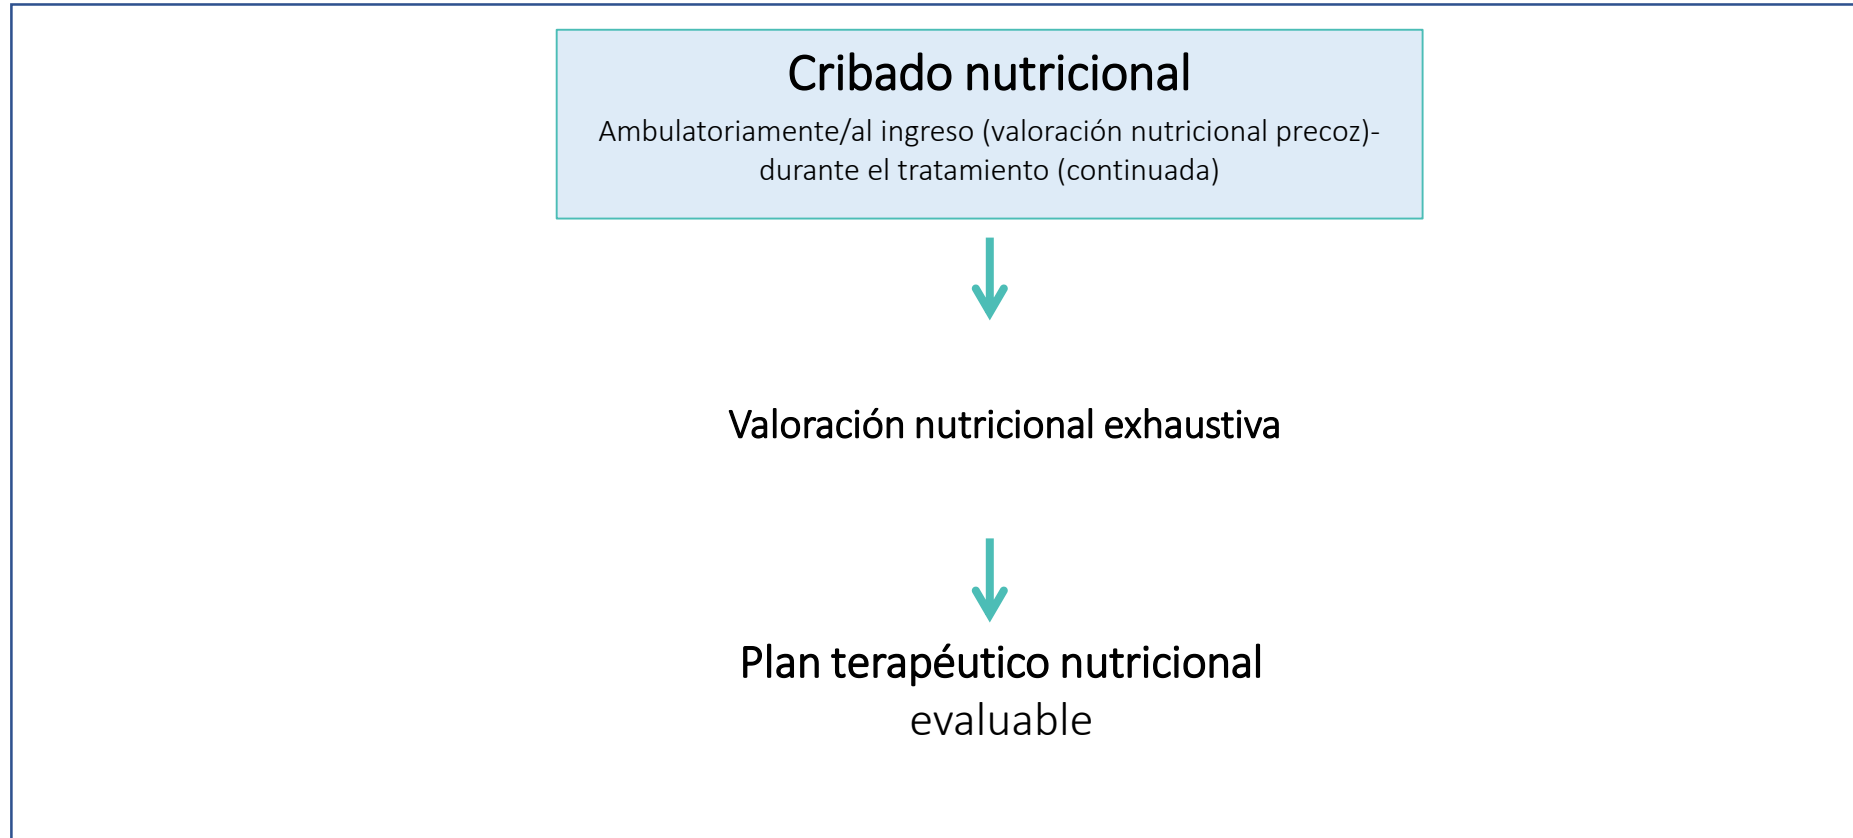 Cribado nutricional
Ambulatoriamente/al ingreso (valoración nutricional precoz)-
durante el tratamiento (continuada)
Valoración nutricional exhaustiva
Plan terapéutico nutricional
evaluable